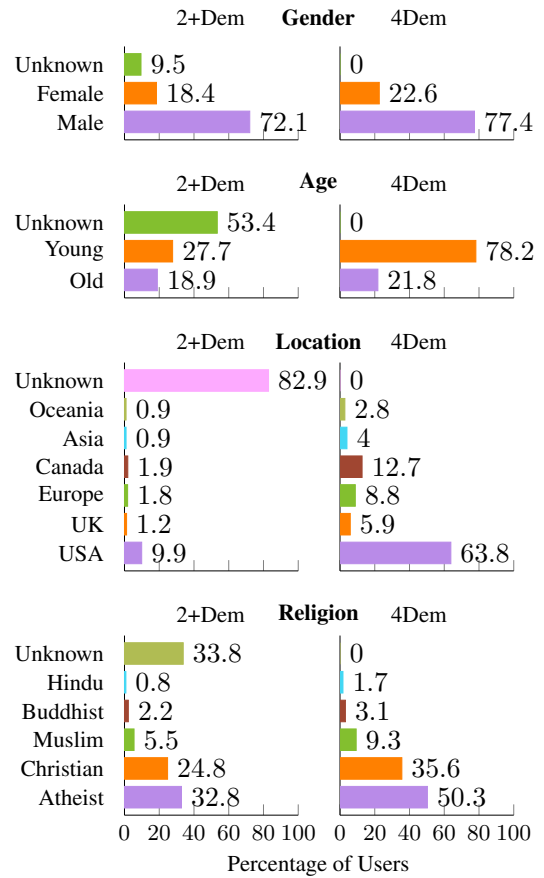 2+Dem Gender 4Dem
Unknown 9.5 0
Female 18.4 22.6
Male 72.1 77.4
2+Dem Age 4Dem
Unknown 53.4 0
Young 27.7 78.2
Old 18.9 21.8
2+Dem Location 4Dem
Unknown 82.9 0
Oceania 0.9 2.8
Asia 0.9 4
Canada 1.9 12.7
Europe 1.8 8.8
UK 1.2 5.9
USA 9.9 63.8
2+Dem Religion 4Dem
Unknown 33.8 0
Hindu 0.8 1.7
Buddhist 2.2 3.1
Muslim 5.5 9.3
Christian 24.8 35.6
Atheist 32.8 50.3
0 20 40 60 80 100 0 20 40 60 80 100
Percentage of Users